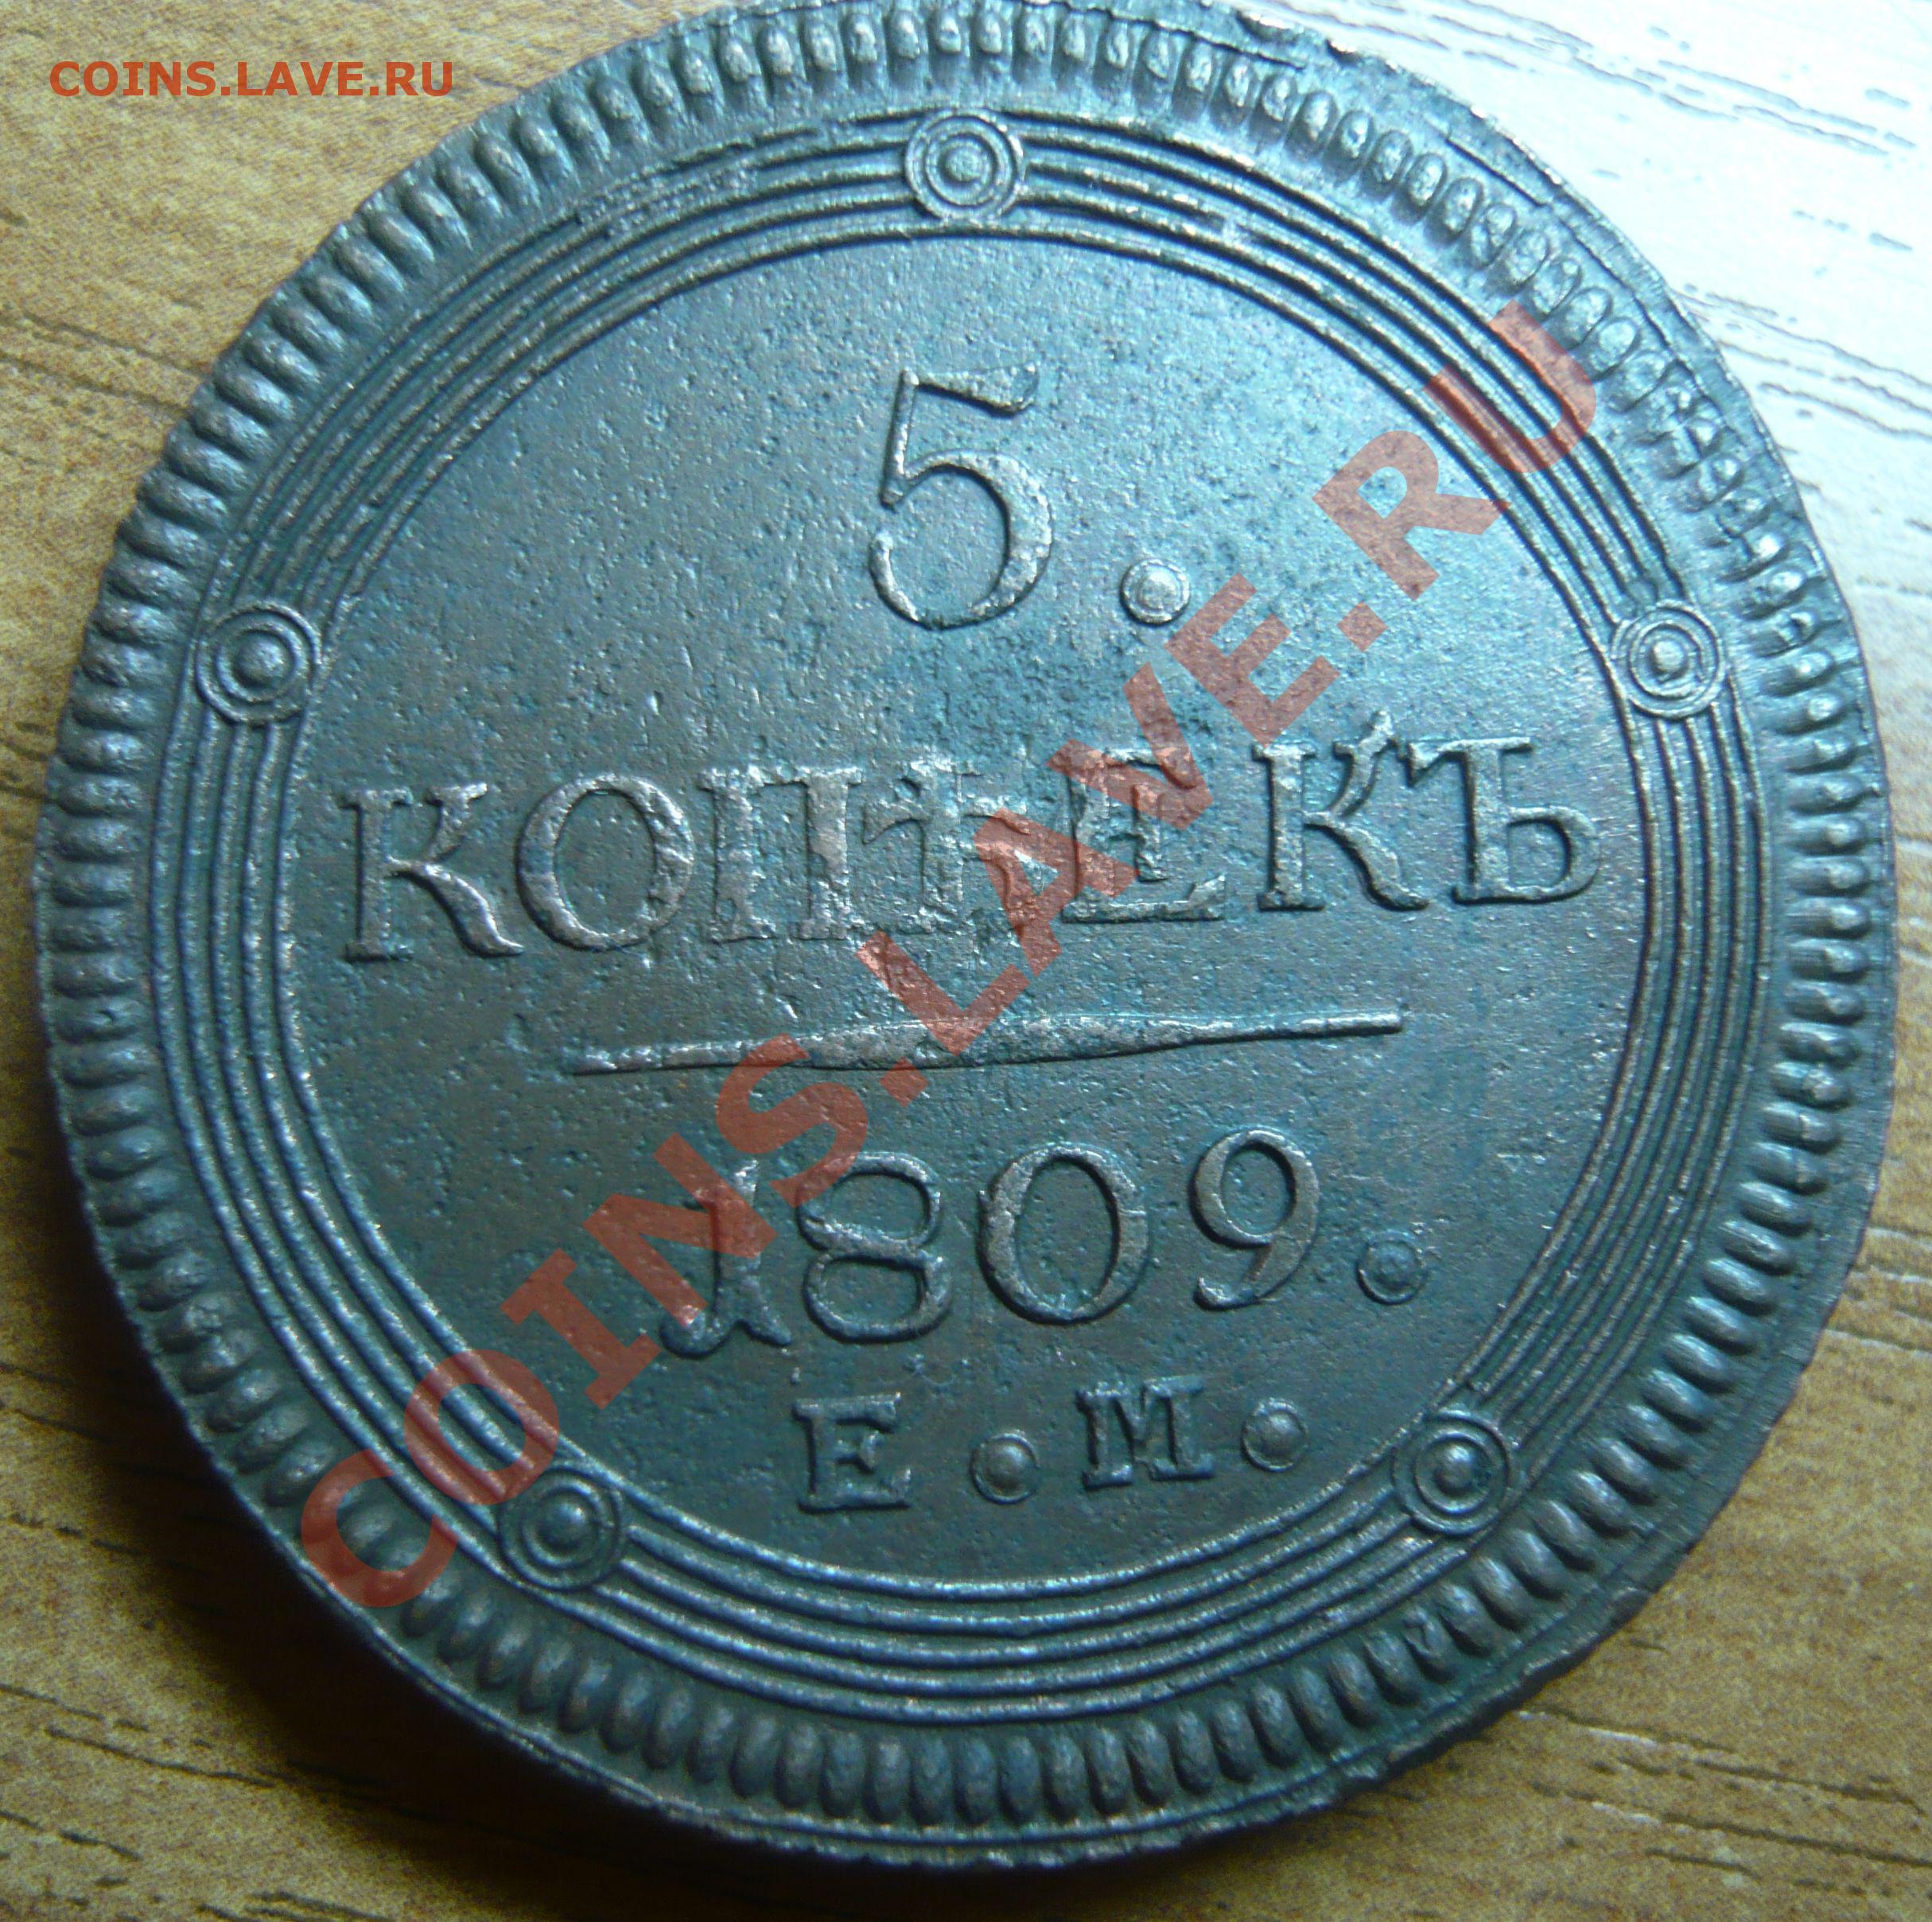 COINS.LAVE.RU
5.
КОПѢЕКЪ
1809.
Е.М.
COINS.LAVE.RU